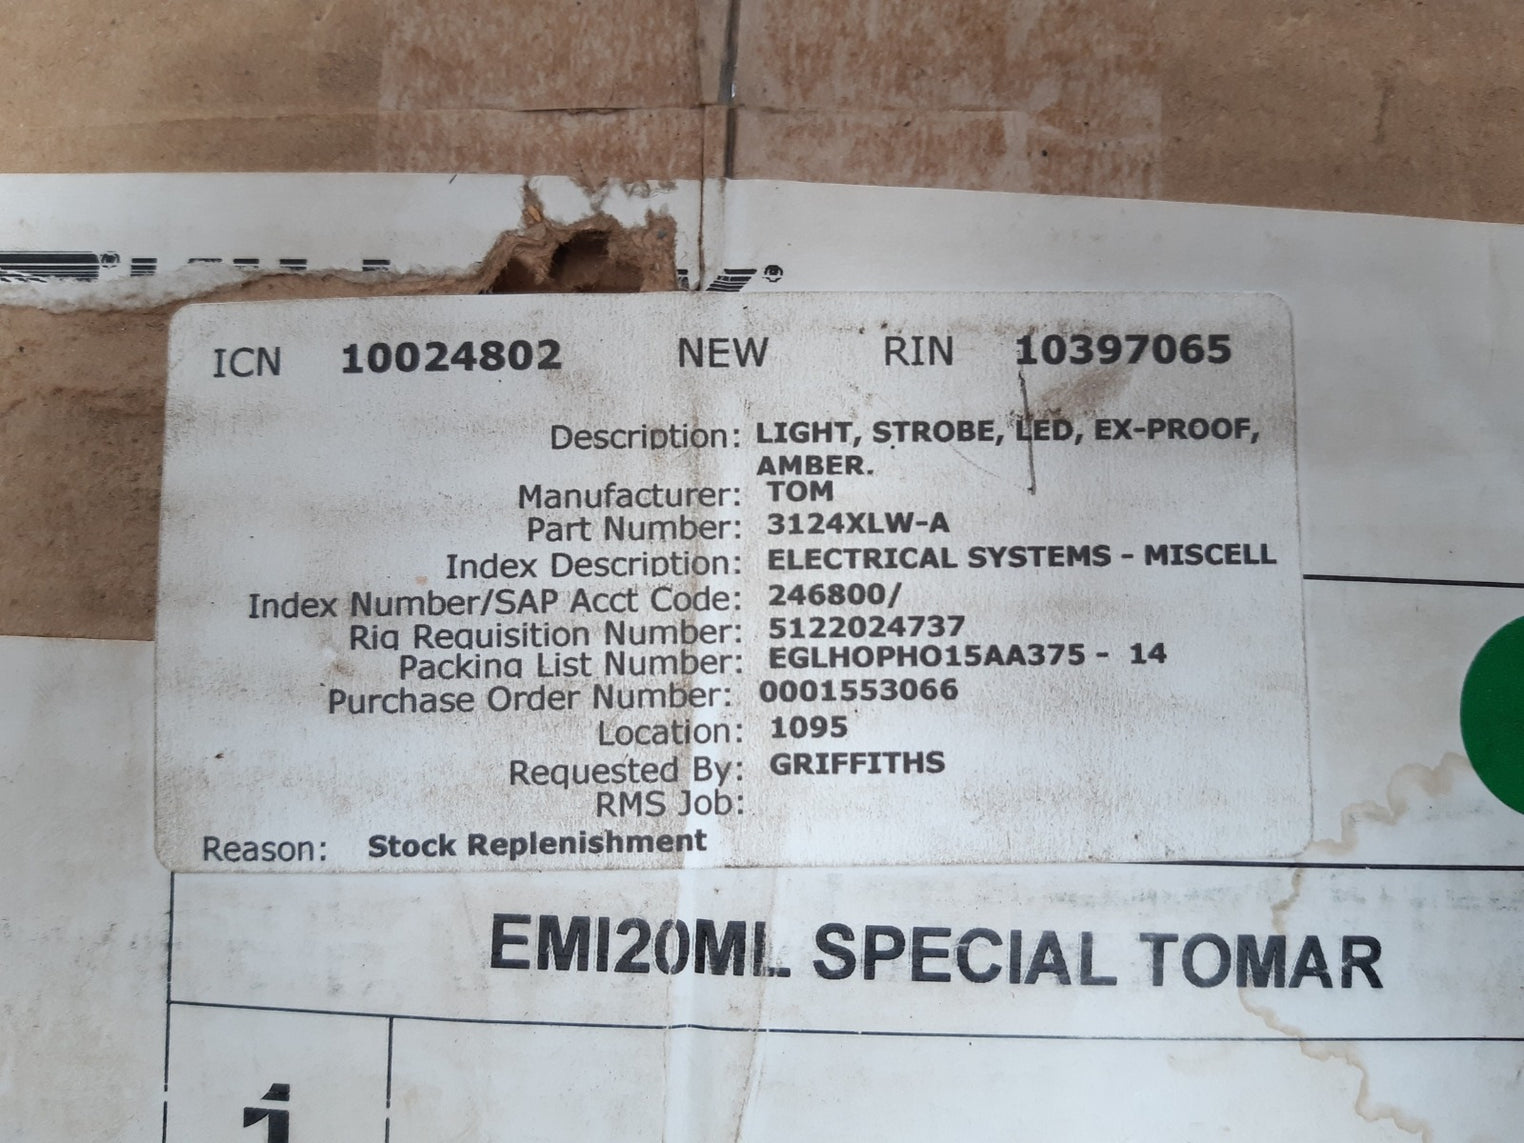 ICN 10024802 NEW RIN 10397065
Description: LIGHT, STROBE, LED, EX-PROOF,
AMBER.
Manufacturer: TOM
Part Number: 3124XLW-A
Index Description: ELECTRICAL SYSTEMS - MISCELL
Index Number/SAP Acct Code: 246800/
Rig Requisition Number: 5122024737
Packing List Number: EGLHOPHO15AA375 - 14
Purchase Order Number: 0001553066
Location: 1095
Requested By: GRIFFITHS
RMS Job:
Reason: Stock Replenishment
EMI20ML SPECIAL TOMAR
1